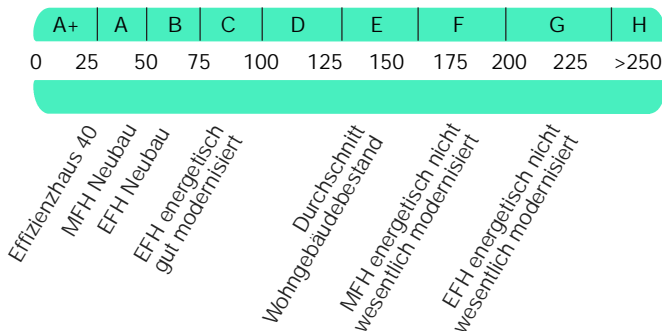 A+ A B C D E F G H
0 25 50 75 100 125 150 175 200 225 >250
Effizienzhaus 40
MFH Neubau
EFH Neubau
EFH energetisch
gut modernisiert
Durchschnitt
Wohngebäudebestand
MFH energetisch nicht
wesentlich modernisiert
EFH energetisch nicht
wesentlich modernisiert